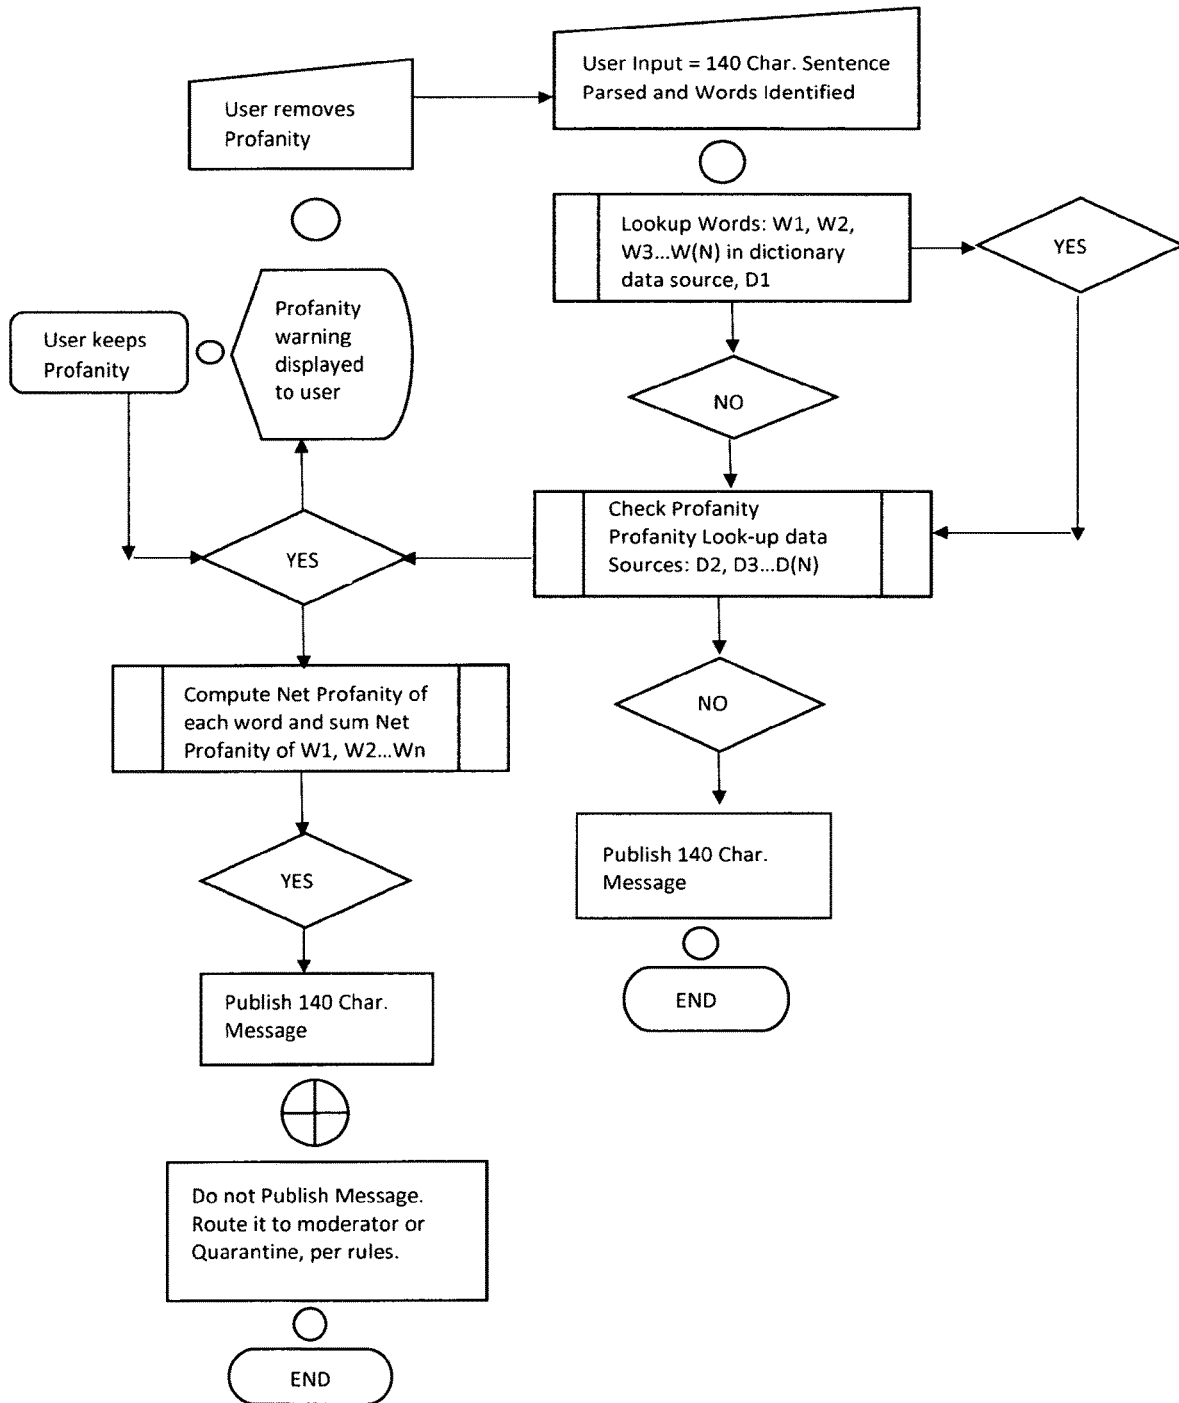 User Input = 140 Char. Sentence
Parsed and Words Identified
User removes
Profanity
Lookup Words: W1, W2,
W3...W(N) in dictionary
data source, D1
YES
Profanity
warning
displayed
to user
User keeps
Profanity
NO
Check Profanity
Profanity Look-up data
Sources: D2, D3...D(N)
YES
Compute Net Profanity of
each word and sum Net
Profanity of W1, W2...Wn
NO
YES
Publish 140 Char.
Message
Publish 140 Char.
Message
END
Do not Publish Message.
Route it to moderator or
Quarantine, per rules.
END